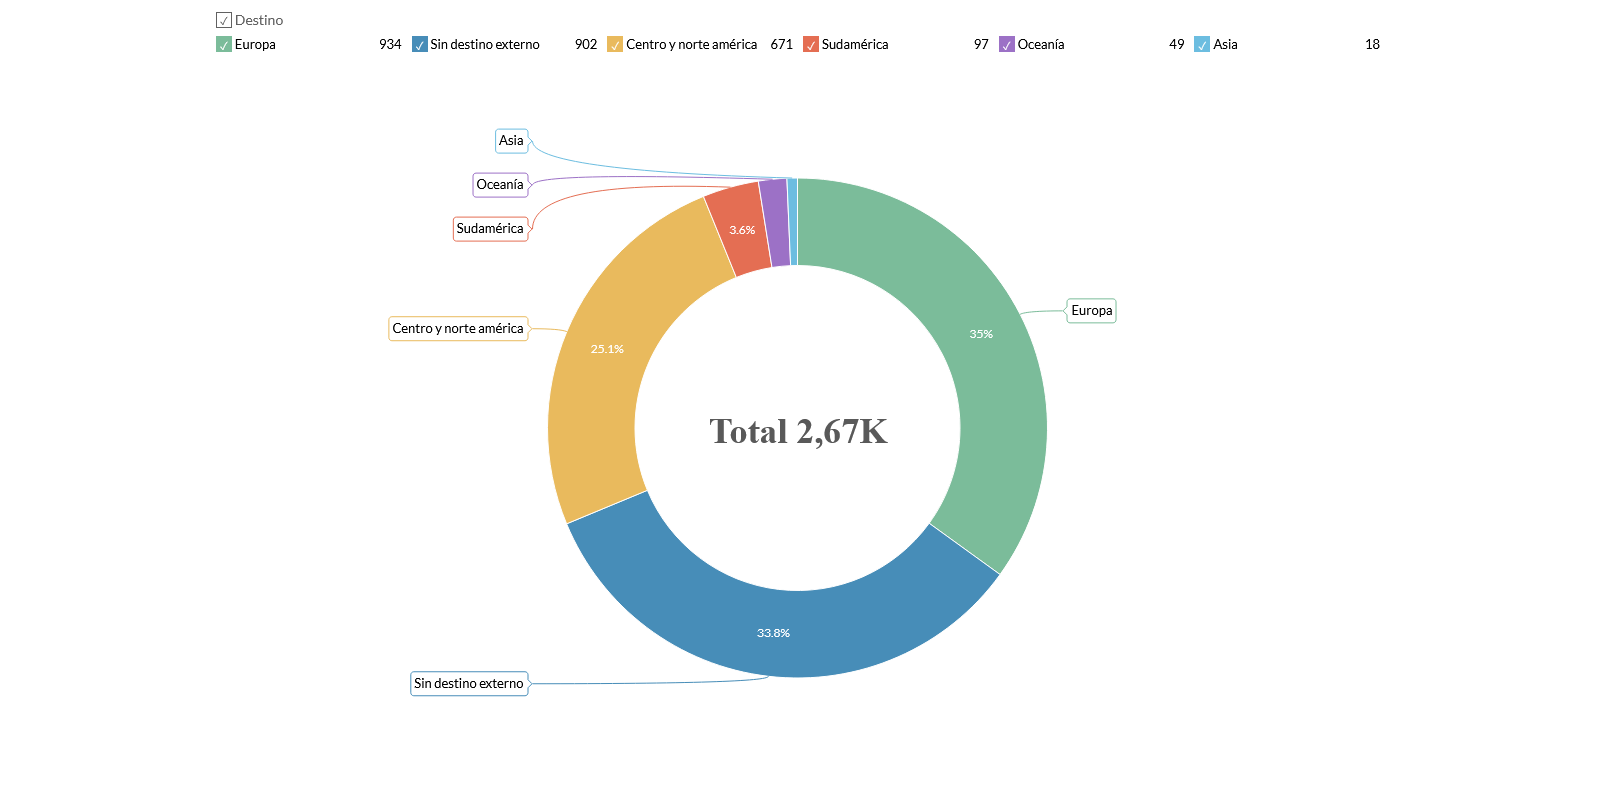 Destino
Europa 934 Sin destino externo 902 Centro y norte américa 671 Sudamérica 97 Oceanía 49 Asia 18
Asia
Oceanía
Sudamérica
3.6%
Europa
Centro y norte américa
35%
25.1%
Total 2,67K
33.8%
Sin destino externo